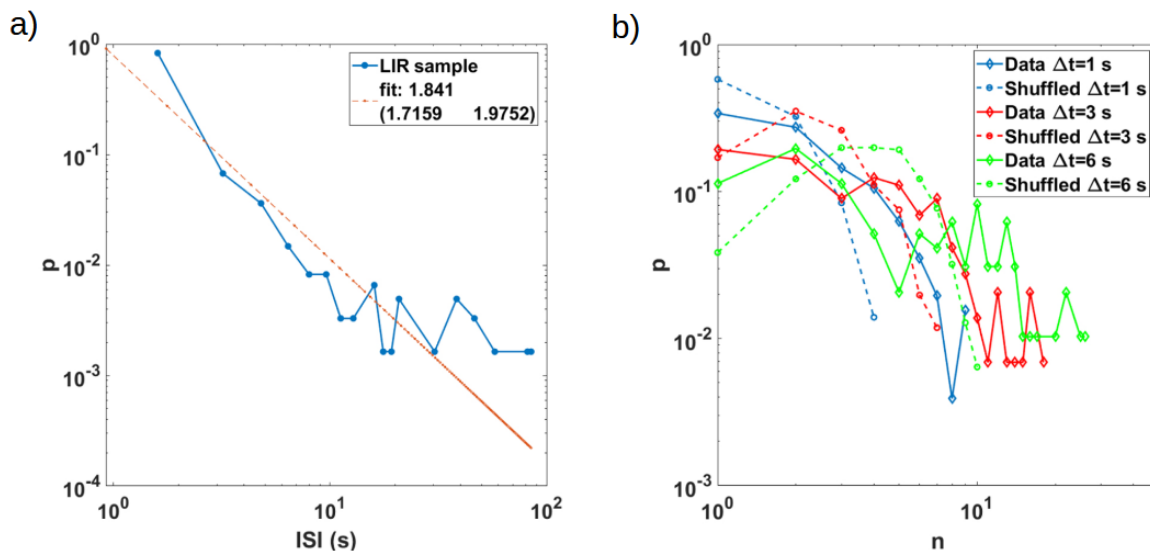 a)
10^0
10^-1
10^-2
10^-3
10^-4
p
10^0 10^1 10^2
ISI (s)
LIR sample
fit: 1.841
(1.7159 1.9752)
b)
10^0
10^-1
10^-2
10^-3
p
10^0 10^1
n
Data Δt=1 s
Shuffled Δt=1 s
Data Δt=3 s
Shuffled Δt=3 s
Data Δt=6 s
Shuffled Δt=6 s